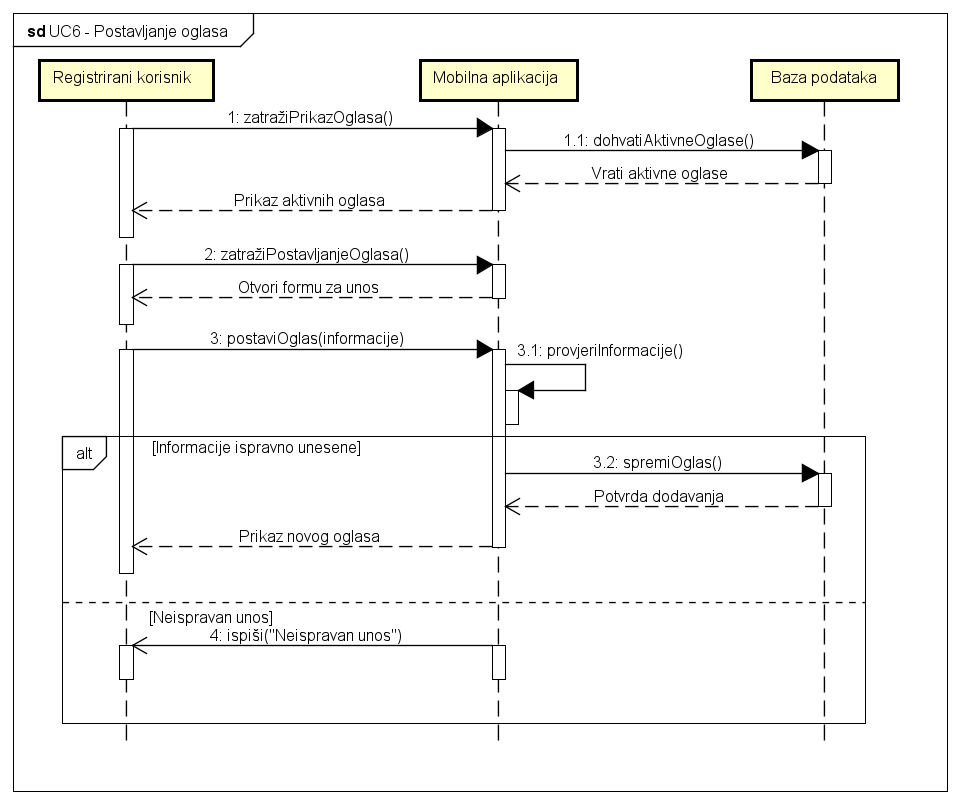 sd UC6 - Postavljanje oglasa
Registrirani korisnik
Mobilna aplikacija
Baza podataka
1: zatražiPrikazOglasa()
1.1: dohvatiAktivneOglase()
Vrati aktivne oglase
Prikaz aktivnih oglasa
2: zatražiPostavljanjeOglasa()
Otvori formu za unos
3: postaviOglas(informacije)
3.1: provjeriInformacije()
alt
[Informacije ispravno unesene]
3.2: spremiOglas()
Potvrda dodavanja
Prikaz novog oglasa
[Neispravan unos]
4: ispiši("Neispravan unos")